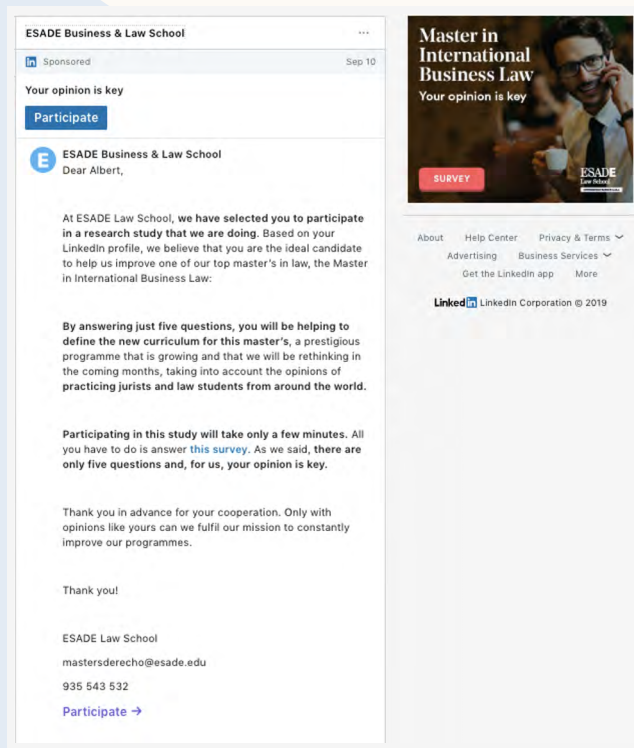 ESADE Business & Law School
...
in Sponsored Sep 10
Your opinion is key
Participate
E
ESADE Business & Law School
Dear Albert,
At ESADE Law School, we have selected you to participate
in a research study that we are doing. Based on your
LinkedIn profile, we believe that you are the ideal candidate
to help us improve one of our top master's in law, the Master
in International Business Law:
By answering just five questions, you will be helping to
define the new curriculum for this master's, a prestigious
programme that is growing and that we will be rethinking in
the coming months, taking into account the opinions of
practicing jurists and law students from around the world.
Participating in this study will take only a few minutes. All
you have to do is answer this survey. As we said, there are
only five questions and, for us, your opinion is key.
Thank you in advance for your cooperation. Only with
opinions like yours can we fulfil our mission to constantly
improve our programmes.
Thank you!
ESADE Law School
mastersderecho@esade.edu
935 543 532
Participate →
Master in
International
Business Law
Your opinion is key
SURVEY
ESADE
Law School
About Help Center Privacy & Terms
Advertising Business Services
Get the LinkedIn app More
Linked in LinkedIn Corporation © 2019